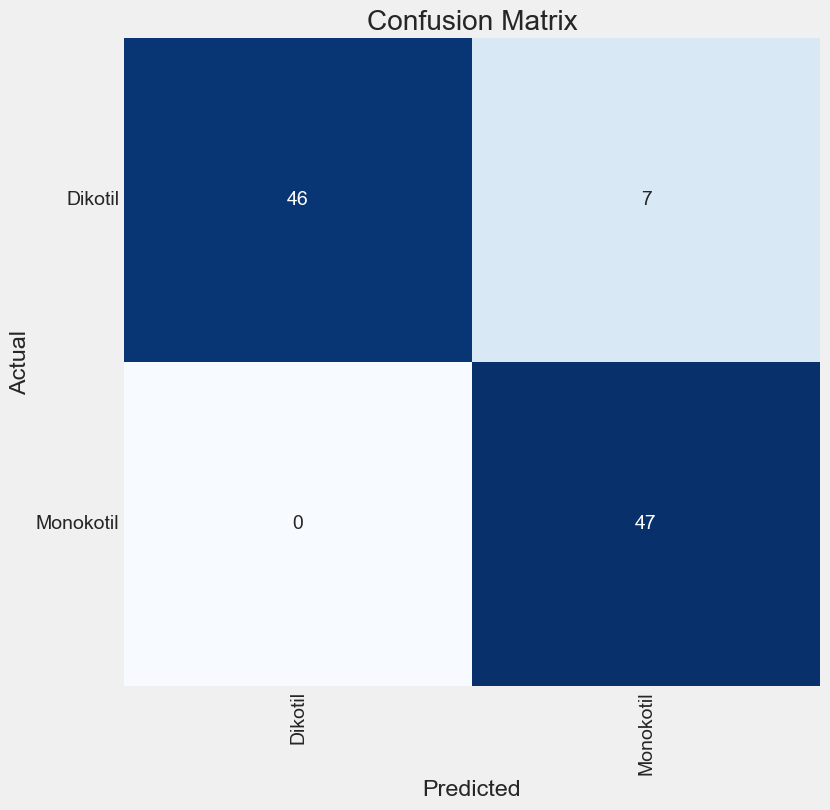 Confusion Matrix
Actual
Dikotil
46 7
Monokotil
0 47
Dikotil
Monokotil
Predicted